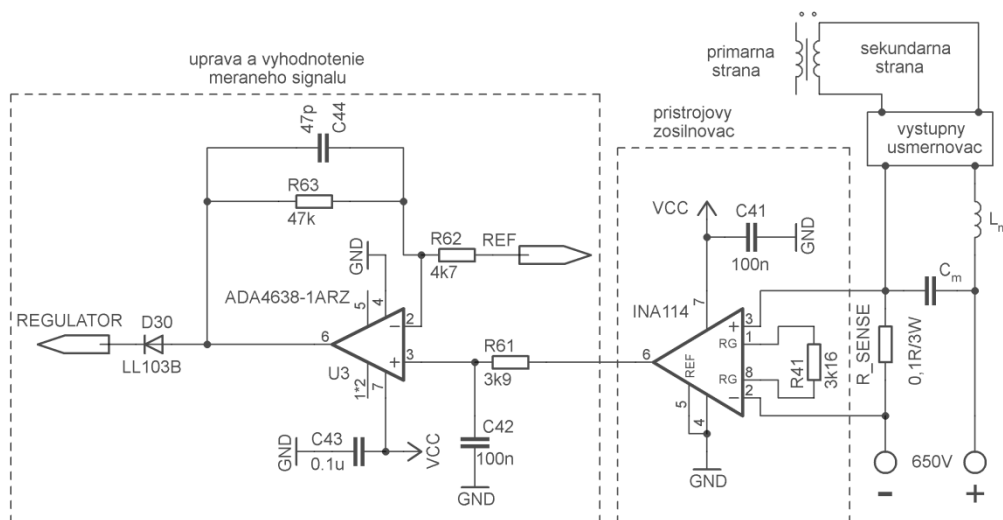 uprava a vyhodnotenie
meraneho signalu
pristrojovy
zosilnovac
primarna
strana
sekundarna
strana
vystupny
usmernovac
47p
C44
R63
47k
GND
R62
4k7
REF
ADA4638-1ARZ
5
4
2
3
6
U3
1*2
7
REGULATOR
D30
LL103B
R61
3k9
C43
0.1u
GND
VCC
C42
100n
GND
VCC
C41
100n
GND
7
INA114
6
3
1
8
2
RG
RG
REF
5
4
R41
3k16
GND
R_SENSE
0,1R/3W
C_m
L_m
650V
- +